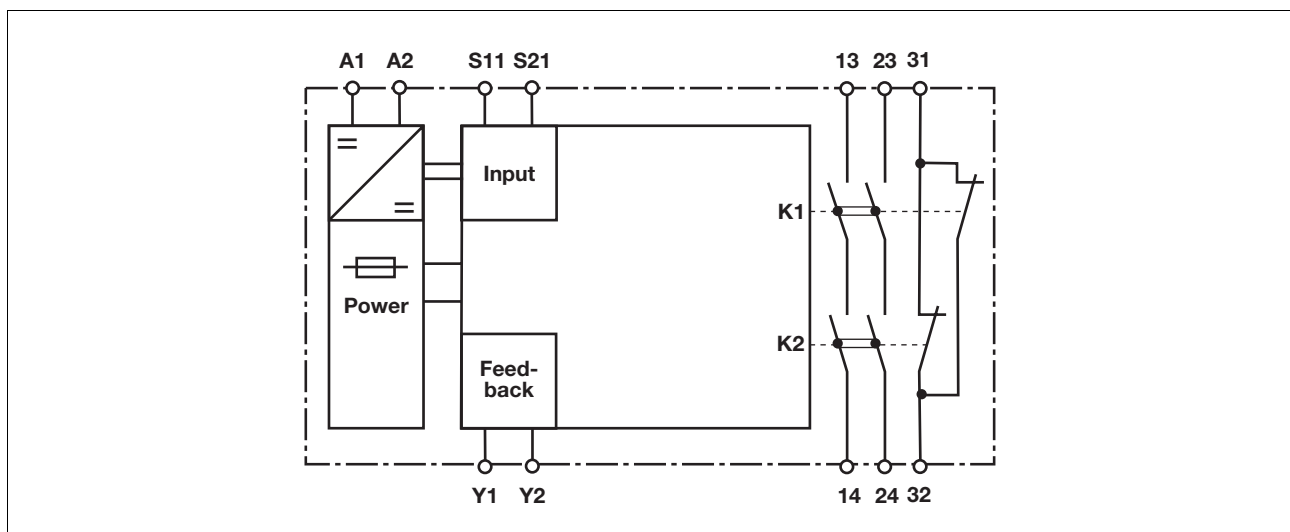 A1 A2 S11 S21 13 23 31
Input
K1
Power
K2
Feed-
back
Y1 Y2 14 24 32